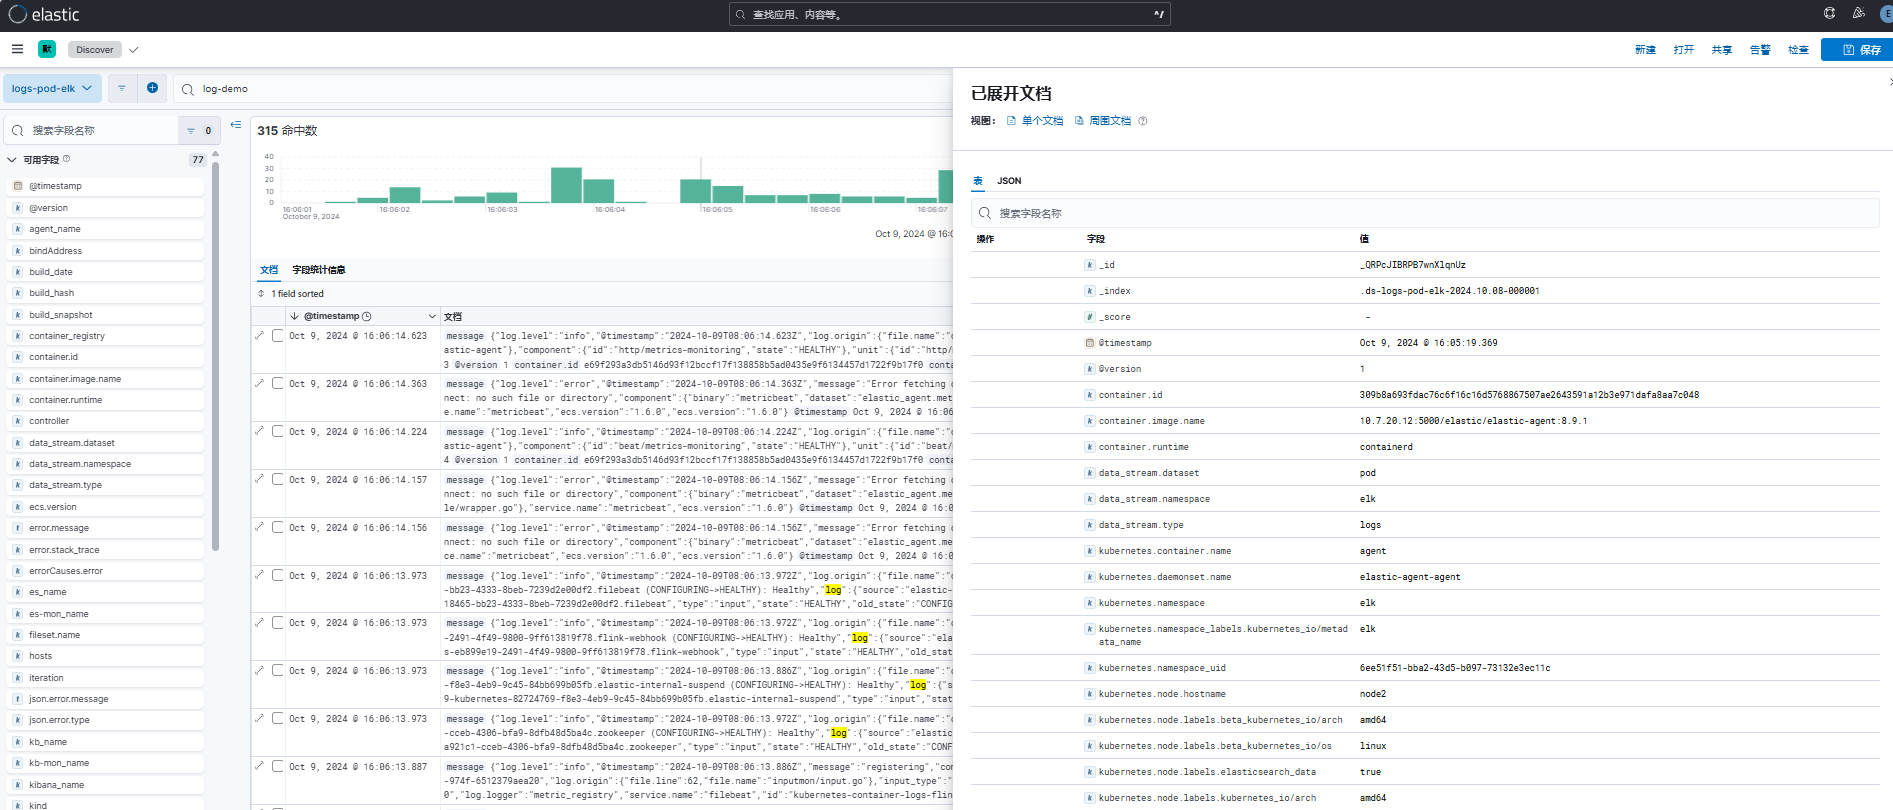 elastic
查找应用、内容等。
^/
E
默
Discover
新建
打开
共享
告警
检查
保存
logs-pod-elk
log-demo
搜索字段名称
0
可用字段
77
@timestamp
@version
agent_name
bindAddress
build_date
build_hash
build_snapshot
container_registry
container.id
container.image.name
container.runtime
controller
data_stream.dataset
data_stream.namespace
data_stream.type
ecs.version
error.message
error.stack_trace
errorCauses.error
es_name
es-mon_name
fileset.name
hosts
iteration
json.error.message
json.error.type
kb_name
kb-mon_name
kibana_name
kind
315 命中数
40
30
20
10
0
16:06:01
October 9, 2024
16:06:02
16:06:03
16:06:04
16:06:05
16:06:06
16:06:07
Oct 9, 2024 @ 16:0
文档
字段统计信息
1 field sorted
@timestamp
文档
Oct 9, 2024 @ 16:06:14.623
message {"log.level":"info","@timestamp":"2024-10-09T08:06:14.623Z","log.origin":{"file.name":"c
astic-agent"},"component":{"id":"http/metrics-monitoring","state":"HEALTHY"},"unit":{"id":"http/
3 @version 1 container.id e69f293a3db5146d93f12bccf17f138858b5ad0435e9f6134457d1722f9b17f0 conta
Oct 9, 2024 @ 16:06:14.363
message {"log.level":"error","@timestamp":"2024-10-09T08:06:14.363Z","message":"Error fetching
nect: no such file or directory","component":{"binary":"metricbeat","dataset":"elastic_agent.me
e.name":"metricbeat","ecs.version":"1.6.0","ecs.version":"1.6.0"} @timestamp Oct 9, 2024 @ 16:06
Oct 9, 2024 @ 16:06:14.224
message {"log.level":"info","@timestamp":"2024-10-09T08:06:14.224Z","log.origin":{"file.name":"c
astic-agent"},"component":{"id":"beat/metrics-monitoring","state":"HEALTHY"},"unit":{"id":"beat/
4 @version 1 container.id e69f293a3db5146d93f12bccf17f138858b5ad0435e9f6134457d1722f9b17f0 conta
Oct 9, 2024 @ 16:06:14.157
message {"log.level":"error","@timestamp":"2024-10-09T08:06:14.156Z","message":"Error fetching
nnect: no such file or directory","component":{"binary":"metricbeat","dataset":"elastic_agent.me
le/wrapper.go"},"service.name":"metricbeat","ecs.version":"1.6.0"} @timestamp Oct 9, 2024 @ 16:0
Oct 9, 2024 @ 16:06:14.156
message {"log.level":"error","@timestamp":"2024-10-09T08:06:14.156Z","message":"Error fetching
nnect: no such file or directory","component":{"binary":"metricbeat","dataset":"elastic_agent.me
ce.name":"metricbeat","ecs.version":"1.6.0","ecs.version":"1.6.0"} @timestamp Oct 9, 2024 @ 16:0
Oct 9, 2024 @ 16:06:13.973
message {"log.level":"info","@timestamp":"2024-10-09T08:06:13.972Z","log.origin":{"file.name":"c
-bb23-4333-8beb-7239d2e00df2.filebeat (CONFIGURING->HEALTHY): Healthy","log":{"source":"elastic-
18465-bb23-4333-8beb-7239d2e00df2.filebeat","type":"input","state":"HEALTHY","old_state":"CONFIG
Oct 9, 2024 @ 16:06:13.973
message {"log.level":"info","@timestamp":"2024-10-09T08:06:13.972Z","log.origin":{"file.name":"c
-2491-4f49-9800-9ff613819f78.flink-webhook (CONFIGURING->HEALTHY): Healthy","log":{"source":"ela
s-eb899e19-2491-4f49-9800-9ff613819f78.flink-webhook","type":"input","state":"HEALTHY","old_stat
Oct 9, 2024 @ 16:06:13.973
message {"log.level":"info","@timestamp":"2024-10-09T08:06:13.886Z","log.origin":{"file.name":"c
-f8e3-4eb9-9c45-84bb699b05fb.elastic-internal-suspend (CONFIGURING->HEALTHY): Healthy","log":{"s
9-kubernetes-82724769-f8e3-4eb9-9c45-84bb699b05fb.elastic-internal-suspend","type":"input","stat
Oct 9, 2024 @ 16:06:13.973
message {"log.level":"info","@timestamp":"2024-10-09T08:06:13.972Z","log.origin":{"file.name":"c
-cceb-4306-bfa9-8dfb48d5ba4c.zookeeper (CONFIGURING->HEALTHY): Healthy","log":{"source":"elastic
a921c1-cceb-4306-bfa9-8dfb48d5ba4c.zookeeper","type":"input","state":"HEALTHY","old_state":"CONF
Oct 9, 2024 @ 16:06:13.887
message {"log.level":"info","@timestamp":"2024-10-09T08:06:13.886Z","message":"registering","com
-974f-6512379aea20","log.origin":{"file.line":62,"file.name":"inputmon/input.go"},"input_type":"
0","log.logger":"metric_registry","service.name":"filebeat","id":"kubernetes-container-logs-flin
已展开文档
视图：
单个文档
周围文档
表
JSON
搜索字段名称
操作 字段 值
_id _QRPcJIBRPB7wnXlqnUz
_index .ds-logs-pod-elk-2024.10.08-000001
_score -
@timestamp Oct 9, 2024 @ 16:05:19.369
@version 1
container.id 309b8a693fdac76c6f16c16d5768867507ae2643591a12b3e971dafa8aa7c048
container.image.name 10.7.20.12:5000/elastic/elastic-agent:8.9.1
container.runtime containerd
data_stream.dataset pod
data_stream.namespace elk
data_stream.type logs
kubernetes.container.name agent
kubernetes.daemonset.name elastic-agent-agent
kubernetes.namespace elk
kubernetes.namespace_labels.kubernetes_io/metad
ata_name
elk
kubernetes.namespace_uid 6ee51f51-bba2-43d5-b097-73132e3ec11c
kubernetes.node.hostname node2
kubernetes.node.labels.beta_kubernetes_io/arch amd64
kubernetes.node.labels.beta_kubernetes_io/os linux
kubernetes.node.labels.elasticsearch_data true
kubernetes.node.labels.kubernetes_io/arch amd64